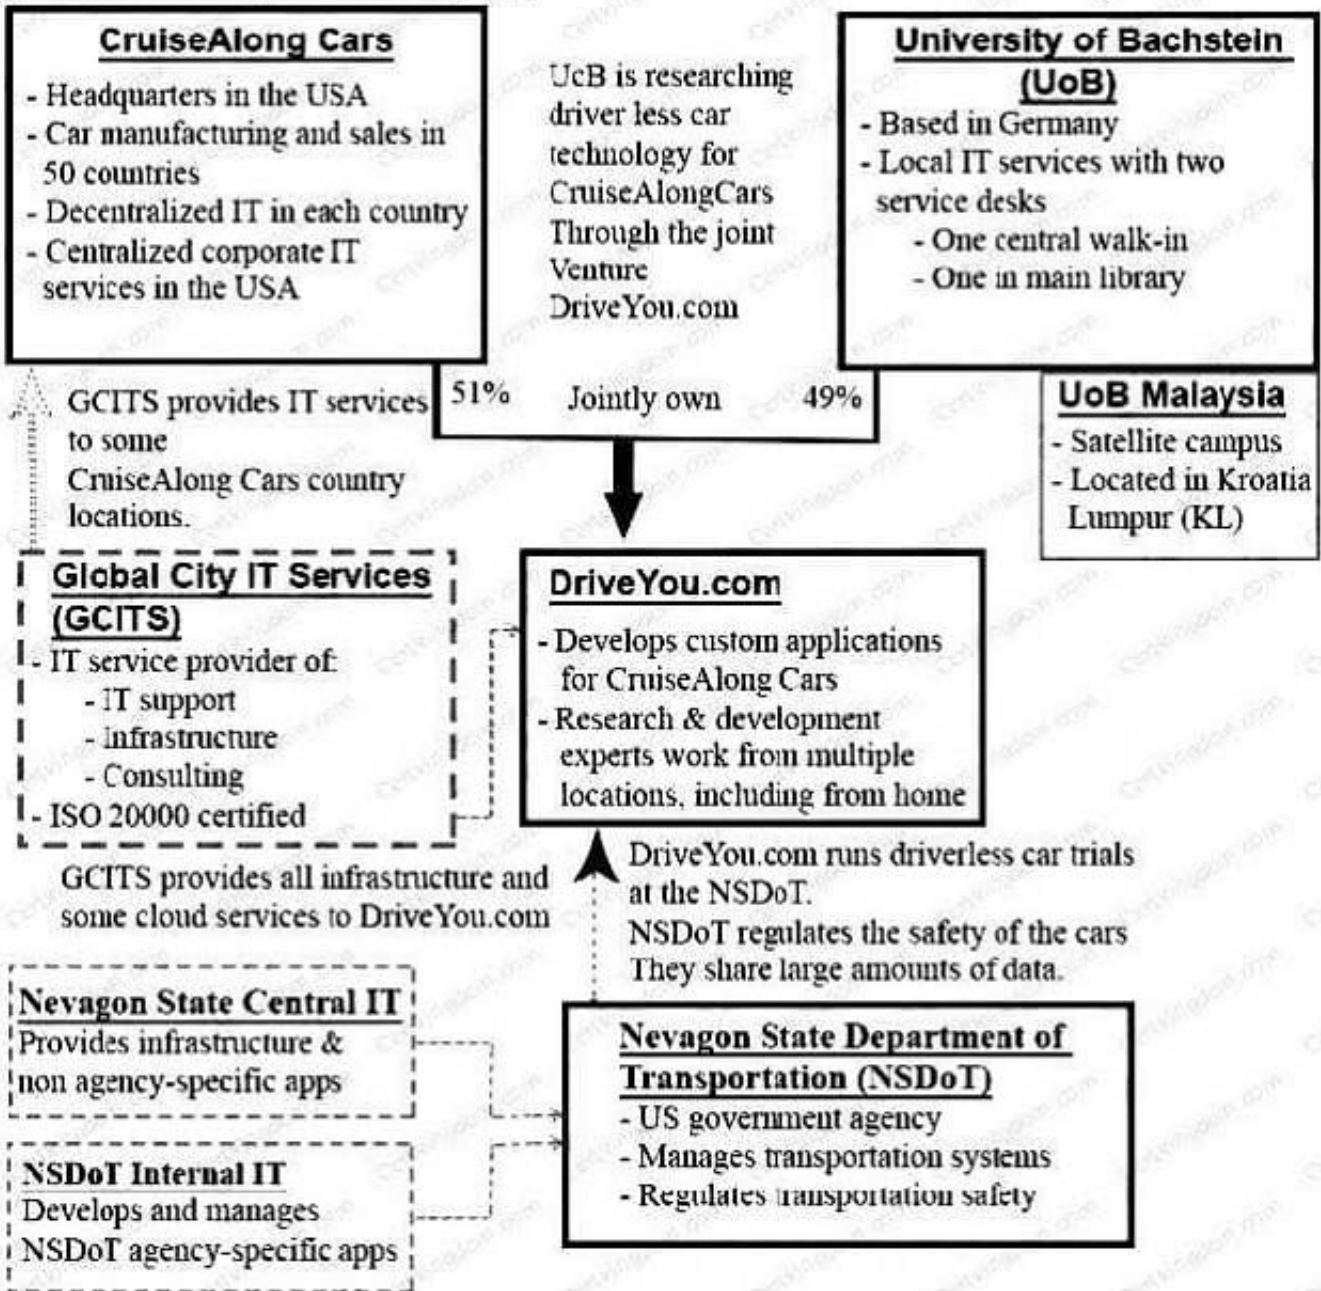 CruiseAlong Cars
- Headquarters in the USA
- Car manufacturing and sales in
50 countries
- Decentralized IT in each country
- Centralized corporate IT
services in the USA
UcB is researching
driver less car
technology for
CruiseAlongCars
Through the joint
Venture
DriveYou.com
University of Bachstein
(UoB)
- Based in Germany
- Local IT services with two
service desks
- One central walk-in
- One in main library
51% Jointly own 49%
UoB Malaysia
- Satellite campus
- Located in Kroatia
Lumpur (KL)
GCITS provides IT services
to some
CruiseAlong Cars country
locations.
Global City IT Services
(GCITS)
- IT service provider of:
- IT support
- Infrastructure
- Consulting
- ISO 20000 certified
DriveYou.com
- Develops custom applications
for CruiseAlong Cars
- Research & development
experts work from multiple
locations, including from home
GCITS provides all infrastructure and
some cloud services to DriveYou.com
DriveYou.com runs driverless car trials
at the NSDoT.
NSDoT regulates the safety of the cars
They share large amounts of data.
Nevagon State Central IT
Provides infrastructure &
non agency-specific apps
NSDoT Internal IT
Develops and manages
NSDoT agency-specific apps
Nevagon State Department of
Transportation (NSDoT)
- US government agency
- Manages transportation systems
- Regulates transportation safety